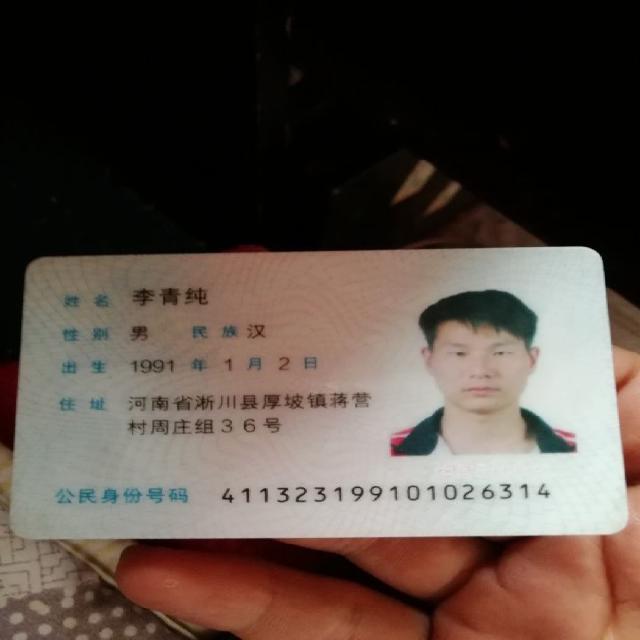 姓名 李青纯
性别 男 民族 汉
出生 1991 年 1 月 2 日
住址 河南省淅川县厚坡镇蒋营
村周庄组36号
公民身份号码 411323199101026314